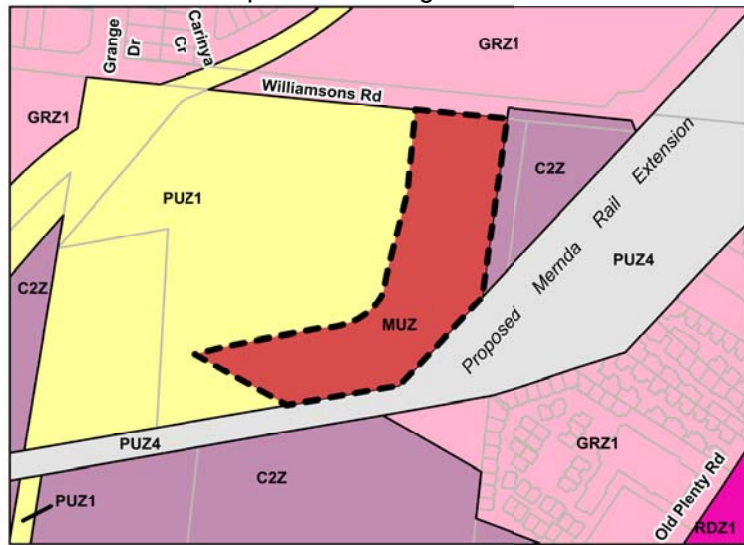 Grange
Dr
Carinya
Cr
GRZ1
Williamsons Rd
GRZ1
C2Z
PUZ1
Proposed Mernda Rail Extension
PUZ4
C2Z
MUZ
PUZ4
GRZ1
C2Z
PUZ1
Old Plenty Rd
RDZ1